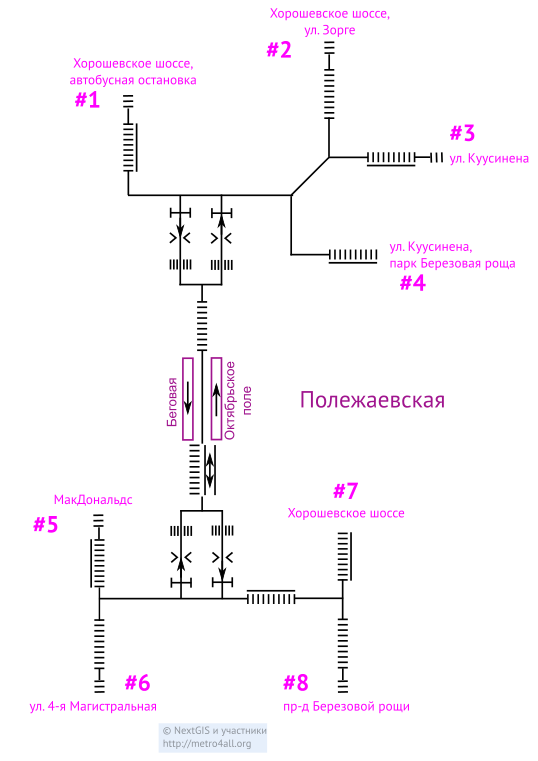 Хорошевское шоссе,
ул. Зорге
#2
Хорошевское шоссе,
автобусная остановка
#1
#3
ул. Куусинена
ул. Куусинена,
парк Березовая роща
#4
Беговая
Октябрьское
поле
Полежаевская
#7
Хорошевское шоссе
МакДональдс
#5
#6
ул. 4-я Магистральная
#8
пр-д Березовой рощи
© NextGIS и участники
http://metro4all.org